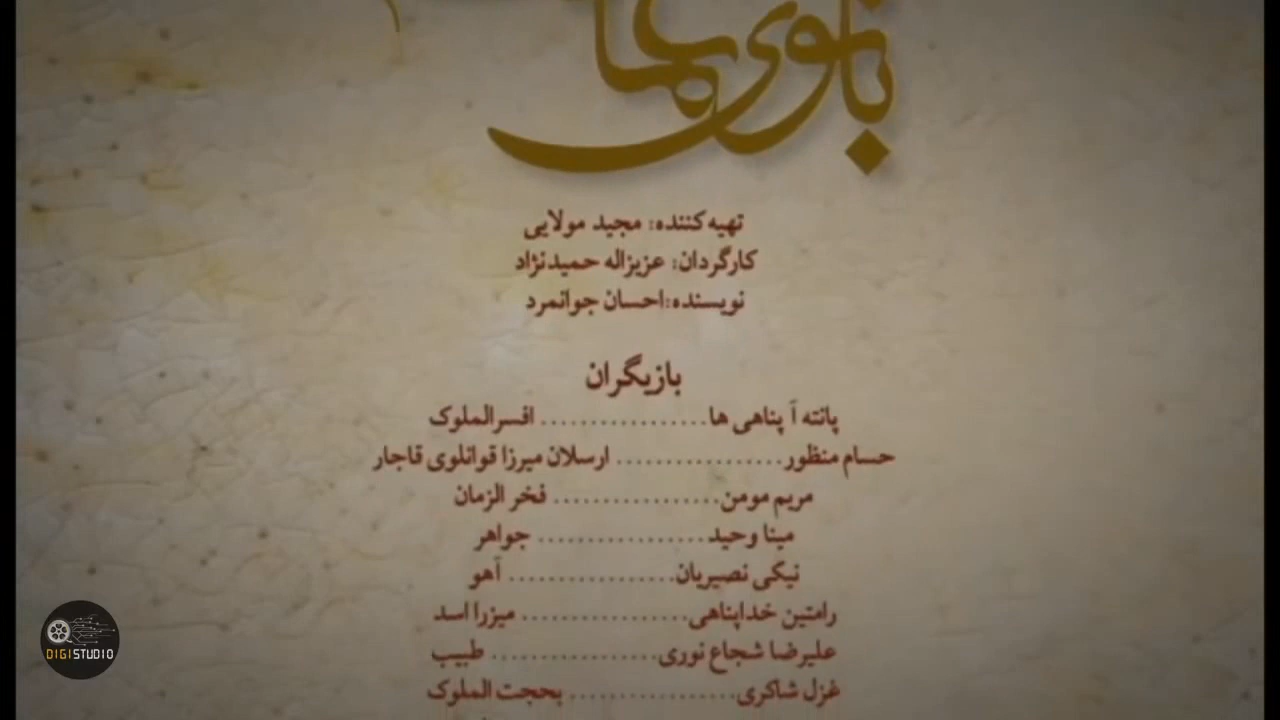 بانوی عمارت
تهیه‌کننده: مجید مولایی
کارگردان: عزیزاله حمیدنژاد
نویسنده:احسان جوانمرد
بازیگران
پانته آ پناهی ها................. افسرالملوک
حسام منظور................. ارسلان میرزا قوانلوی قاجار
مریم مومن................. فخر الزمان
مینا وحید................. جواهر
نیکی نصیریان................. آهو
رامتین خداپناهی................. میزرا اسد
علیرضا شجاع نوری................. طبیب
غزل شاکری................. بحجت الملوک
DIGISTUDIO